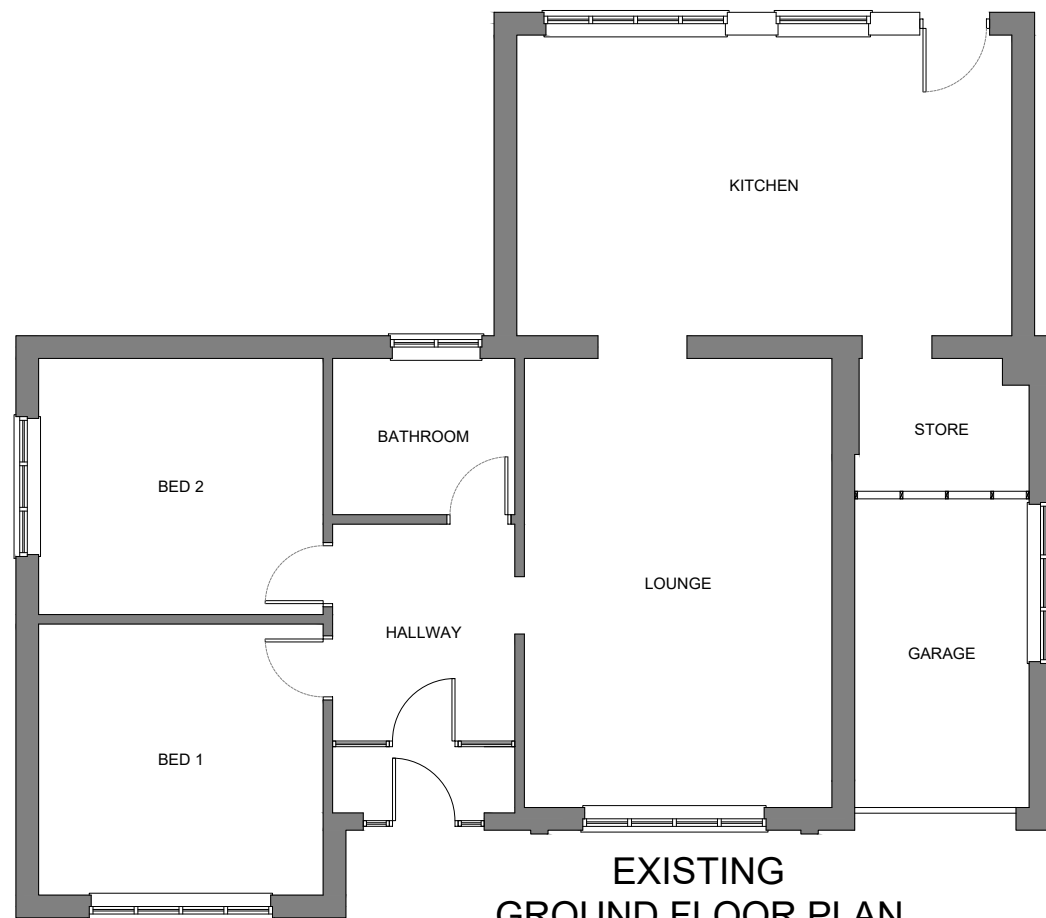 KITCHEN
STORE
BATHROOM
BED 2
LOUNGE
HALLWAY
GARAGE
BED 1
EXISTING
GROUND FLOOR PLAN